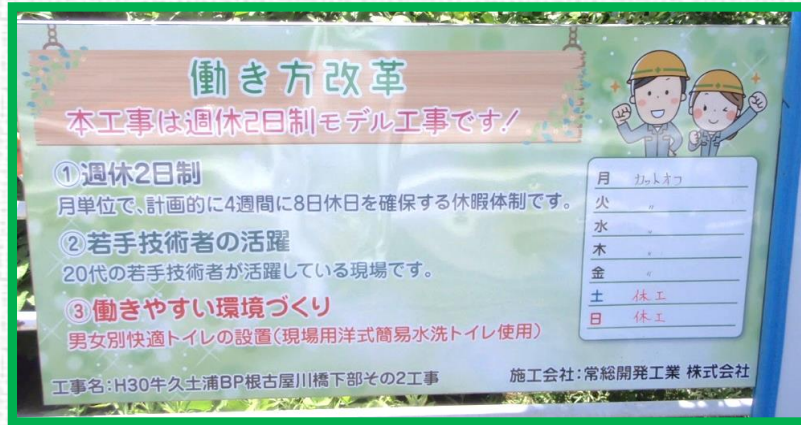 働き方改革
本工事は週休2日制モデル工事です!
①週休2日制
月単位で、計画的に4週間に8日休日を確保する休暇体制です。
②若手技術者の活躍
20代の若手技術者が活躍している現場です。
③働きやすい環境づくり
男女別快適トイレの設置(現場用洋式簡易水洗トイレ使用)
月 カットオフ
火 〃
水 〃
木 〃
金 〃
土 休工
日 休工
工事名:H30牛久土浦BP根古屋川橋下部その2工事
施工会社:常総開発工業 株式会社